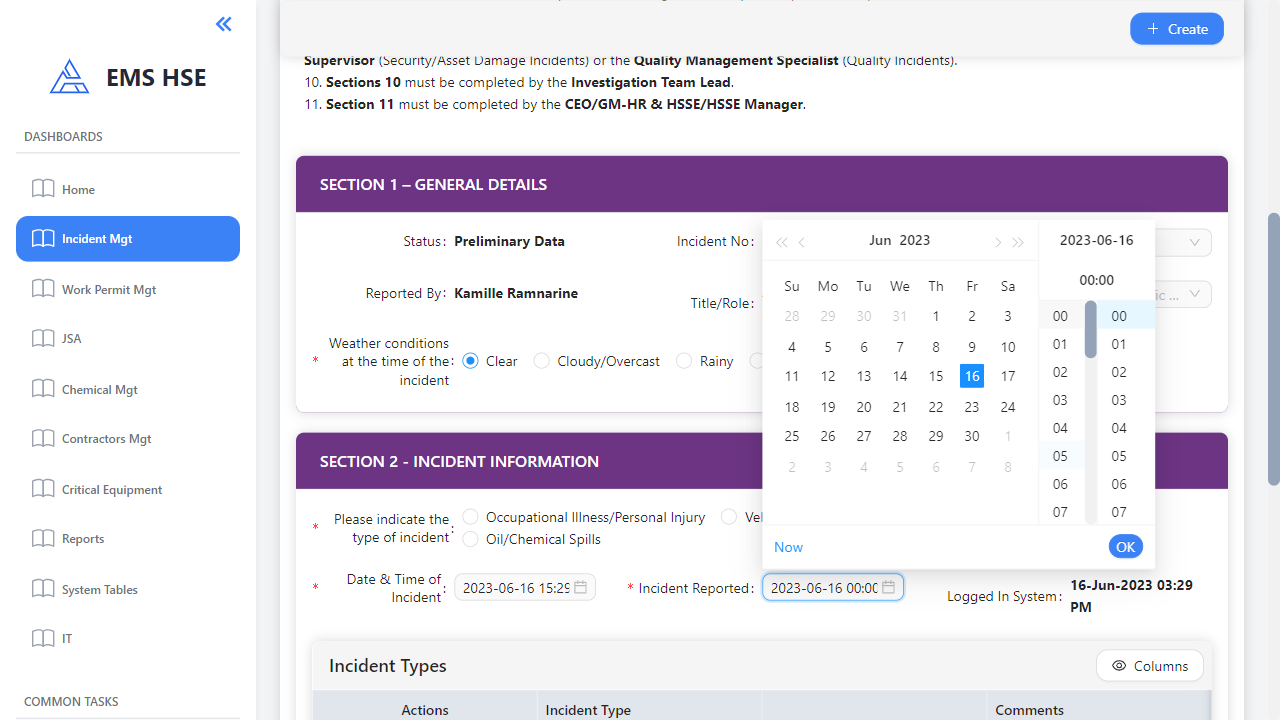 Create
Supervisor (Security/Asset Damage Incidents) or the Quality Management Specialist (Quality Incidents).
10. Sections 10 must be completed by the Investigation Team Lead.
11. Section 11 must be completed by the CEO/GM-HR & HSSE/HSSE Manager.
EMS HSE
DASHBOARDS
Home
Incident Mgt
Work Permit Mgt
JSA
Chemical Mgt
Contractors Mgt
Critical Equipment
Reports
System Tables
IT
COMMON TASKS
SECTION 1 – GENERAL DETAILS
Status: Preliminary Data
Incident No:
Reported By: Kamille Ramnarine
Title/Role:
* Weather conditions
at the time of the
incident:
Clear
Cloudy/Overcast
Rainy
SECTION 2 - INCIDENT INFORMATION
* Please indicate the
type of incident:
Occupational Illness/Personal Injury
Oil/Chemical Spills
* Date & Time of
Incident:
2023-06-16 15:29
* Incident Reported:
2023-06-16 00:00
Logged In System:
16-Jun-2023 03:29
PM
Jun 2023
Su Mo Tu We Th Fr Sa
28 29 30 31 1 2 3
4 5 6 7 8 9 10
11 12 13 14 15 16 17
18 19 20 21 22 23 24
25 26 27 28 29 30 1
2 3 4 5 6 7 8
2023-06-16
00:00
00 00
01 01
02 02
03 03
04 04
05 05
06 06
07 07
Now
OK
Incident Types
Columns
Actions
Incident Type
Comments